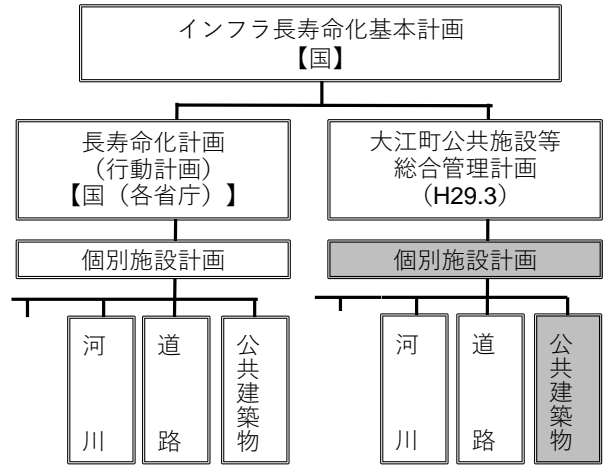 インフラ長寿命化基本計画
【国】
長寿命化計画
（行動計画）
【国（各省庁）】
大江町公共施設等
総合管理計画
（H29.3）
個別施設計画
個別施設計画
河川
道路
公共建築物
河川
道路
公共建築物